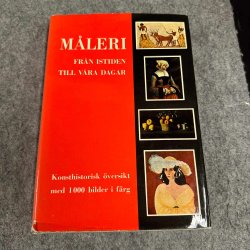 MÅLERI
FRÅN ISTIDEN
TILL VÅRA DAGAR
Konsthistorisk översikt
med 1000 bilder i färg